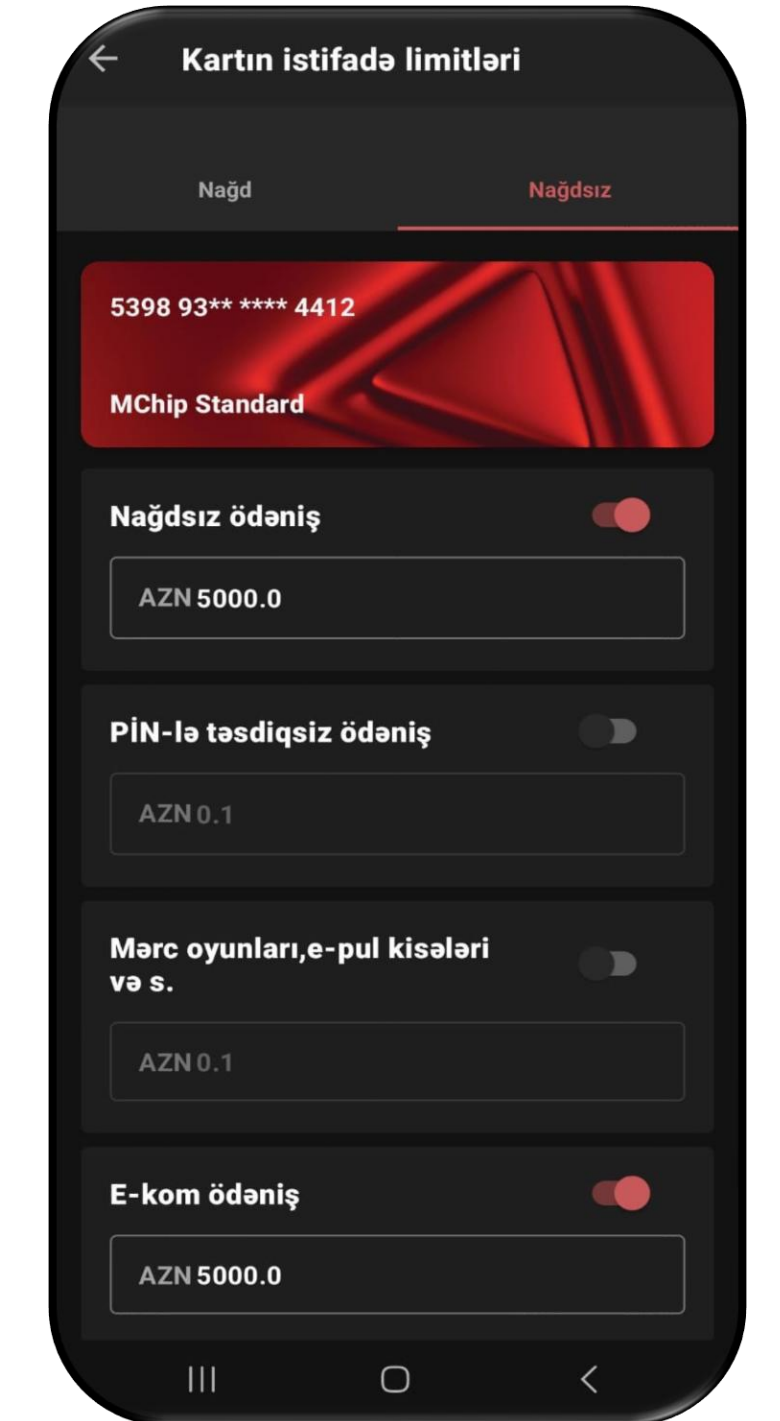 Kartın istifadə limitləri
Nağd
Nağdsız
5398 93** **** 4412
MChip Standard
Nağdsız ödəniş
AZN 5000.0
PİN-lə təsdiqsiz ödəniş
AZN 0.1
Mərc oyunları,e-pul kisələri
və s.
AZN 0.1
E-kom ödəniş
AZN 5000.0